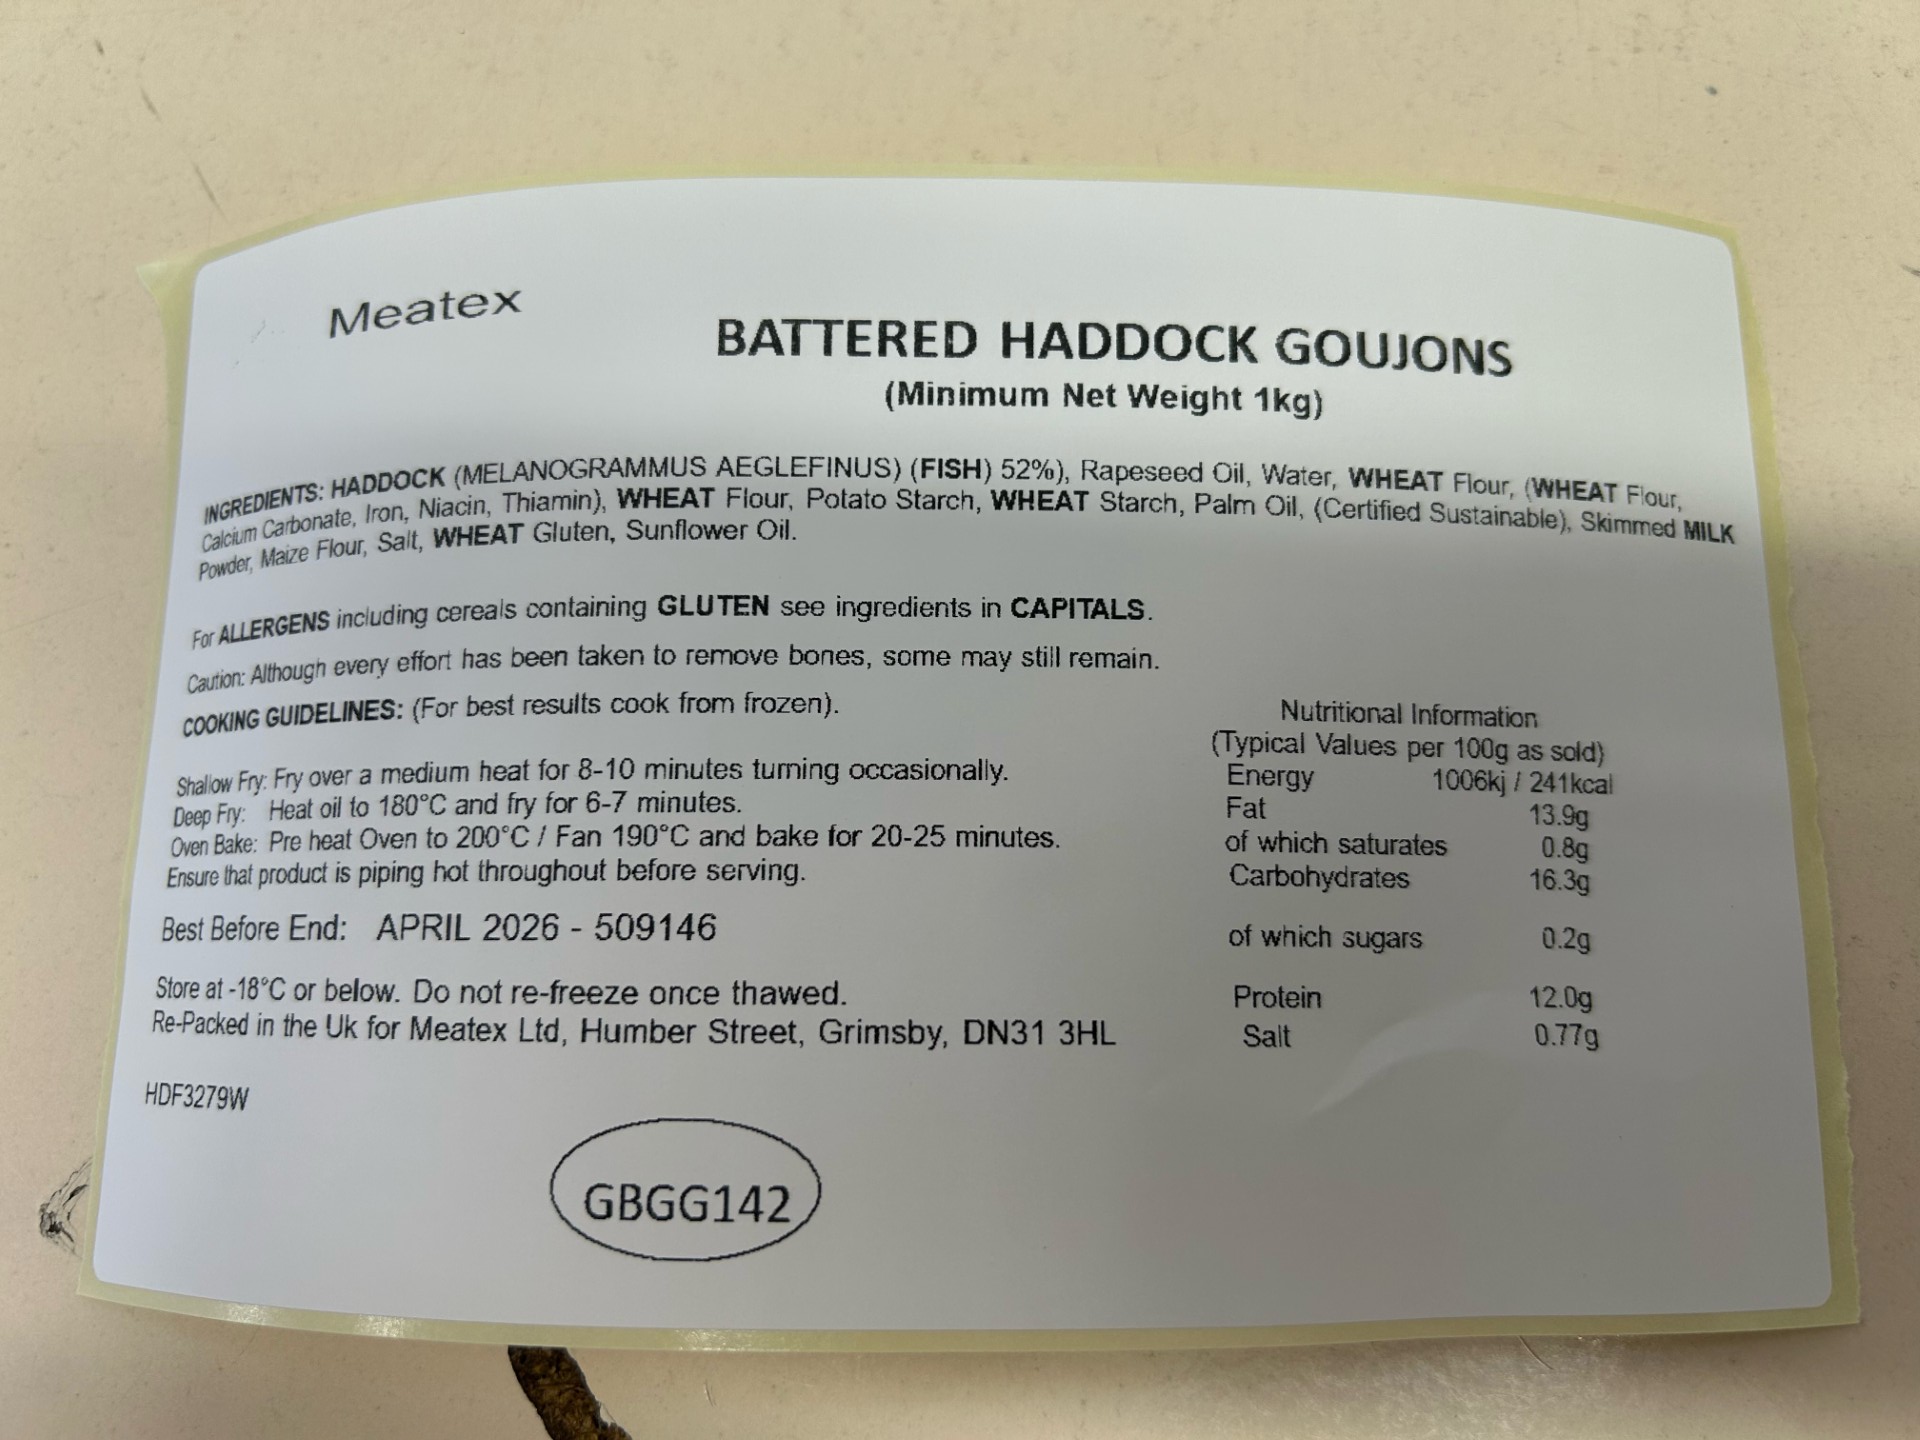 Meatex
BATTERED HADDOCK GOUJONS
(Minimum Net Weight 1kg)
INGREDIENTS: HADDOCK (MELANOGRAMMUS AEGLEFINUS) (FISH) 52%), Rapeseed Oil, Water, WHEAT Flour, (WHEAT Flour,
Calcium Carbonate, Iron, Niacin, Thiamin), WHEAT Flour, Potato Starch, WHEAT Starch, Palm Oil, (Certified Sustainable), Skimmed MILK
Powder, Maize Flour, Salt, WHEAT Gluten, Sunflower Oil.
For ALLERGENS including cereals containing GLUTEN see ingredients in CAPITALS.
Caution: Although every effort has been taken to remove bones, some may still remain.
COOKING GUIDELINES: (For best results cook from frozen).
Shallow Fry: Fry over a medium heat for 8-10 minutes turning occasionally.
Deep Fry: Heat oil to 180°C and fry for 6-7 minutes.
Oven Bake: Pre heat Oven to 200°C / Fan 190°C and bake for 20-25 minutes.
Ensure that product is piping hot throughout before serving.
Best Before End: APRIL 2026 - 509146
Store at -18°C or below. Do not re-freeze once thawed.
Re-Packed in the Uk for Meatex Ltd, Humber Street, Grimsby, DN31 3HL
HDF3279W
GBGG142
Nutritional Information
(Typical Values per 100g as sold)
Energy 1006kj / 241kcal
Fat 13.9g
of which saturates 0.8g
Carbohydrates 16.3g
of which sugars 0.2g
Protein 12.0g
Salt 0.77g